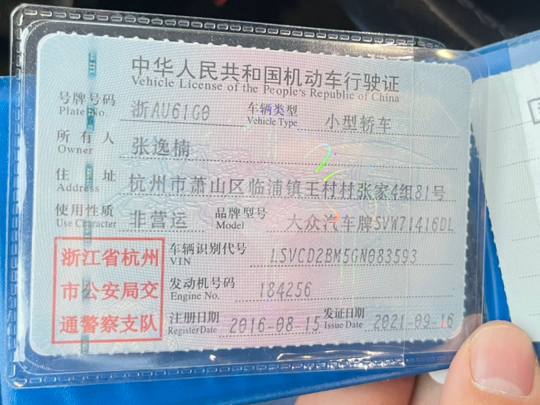 中华人民共和国机动车行驶证
Vehicle License of the People's Republic of China
号牌号码 浙AU61G0 车辆类型 小型轿车
Plate No. Vehicle Type
所有人 张逸楠
Owner
住址 杭州市萧山区临浦镇王村村张家4组81号
Address
使用性质 非营运 品牌型号 大众汽车牌SVW71416DL
Use Character Model
浙江省杭州
市公安局交
通警察支队
车辆识别代号 LSVCD2BM5GN083593
VIN
发动机号码 184256
Engine No.
注册日期 2016-08-15 发证日期 2021-09-16
Register Date Issue Date